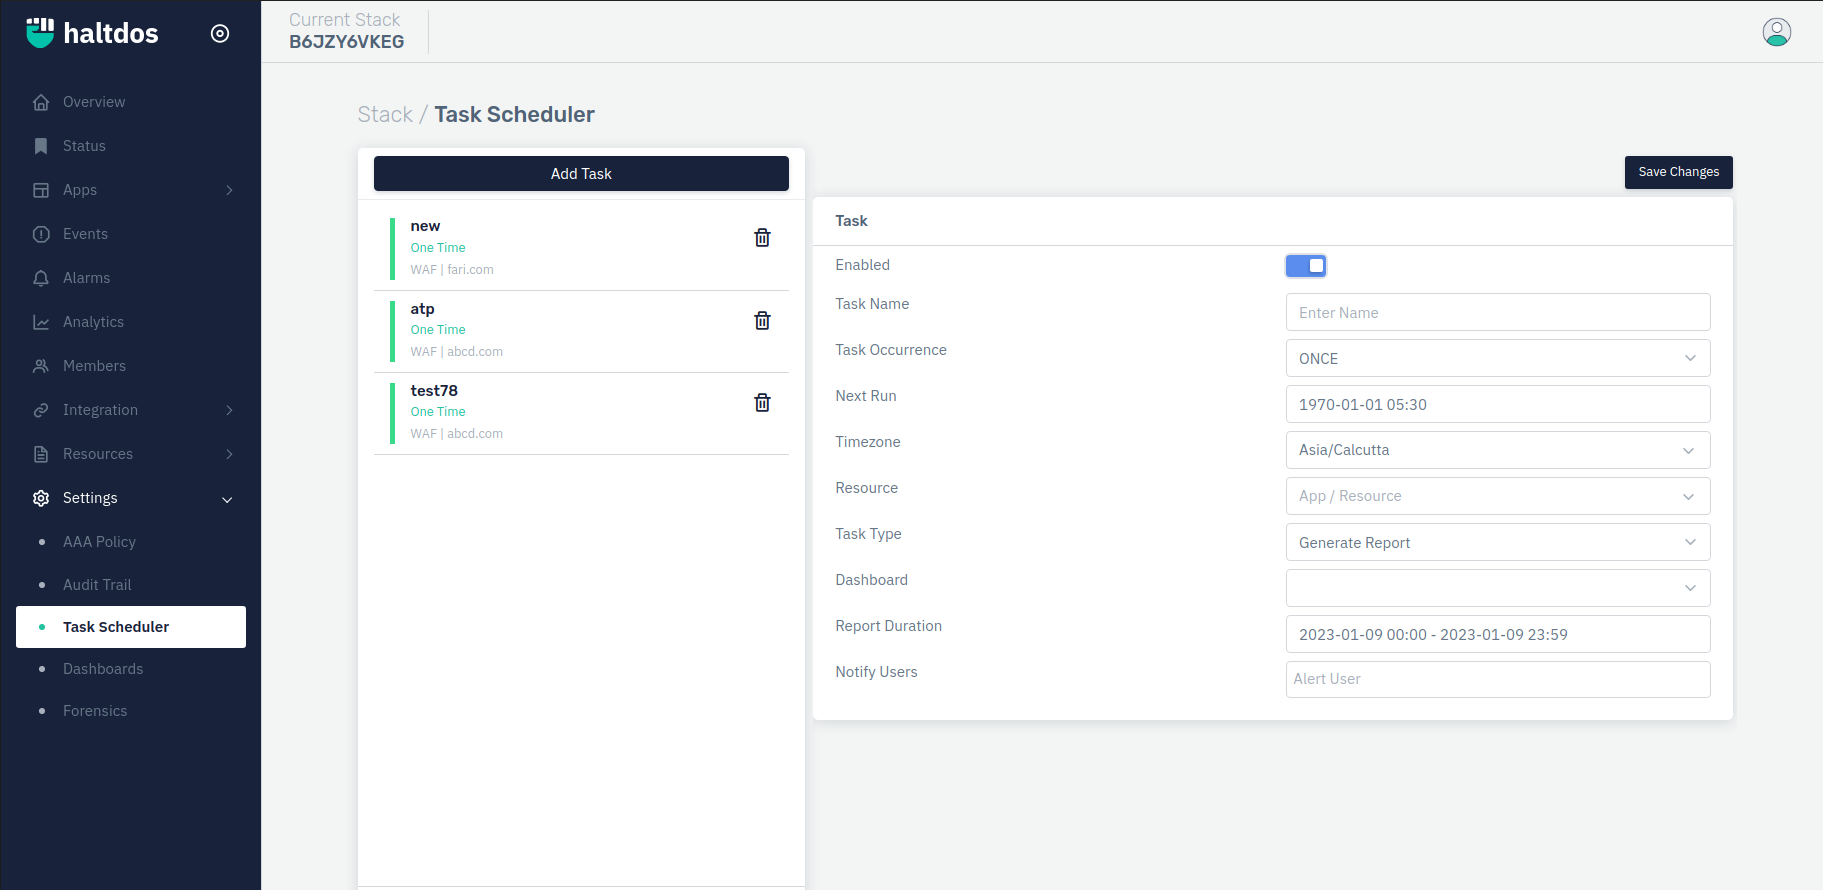 haltdos
Overview
Status
Apps
Events
Alarms
Analytics
Members
Integration
Resources
Settings
AAA Policy
Audit Trail
Task Scheduler
Dashboards
Forensics
Current Stack
B6JZY6VKEG
Stack / Task Scheduler
Add Task
new
One Time
WAF | fari.com
atp
One Time
WAF | abcd.com
test78
One Time
WAF | abcd.com
Save Changes
Task
Enabled
Task Name
Enter Name
Task Occurrence
ONCE
Next Run
1970-01-01 05:30
Timezone
Asia/Calcutta
Resource
App / Resource
Task Type
Generate Report
Dashboard
Report Duration
2023-01-09 00:00 - 2023-01-09 23:59
Notify Users
Alert User